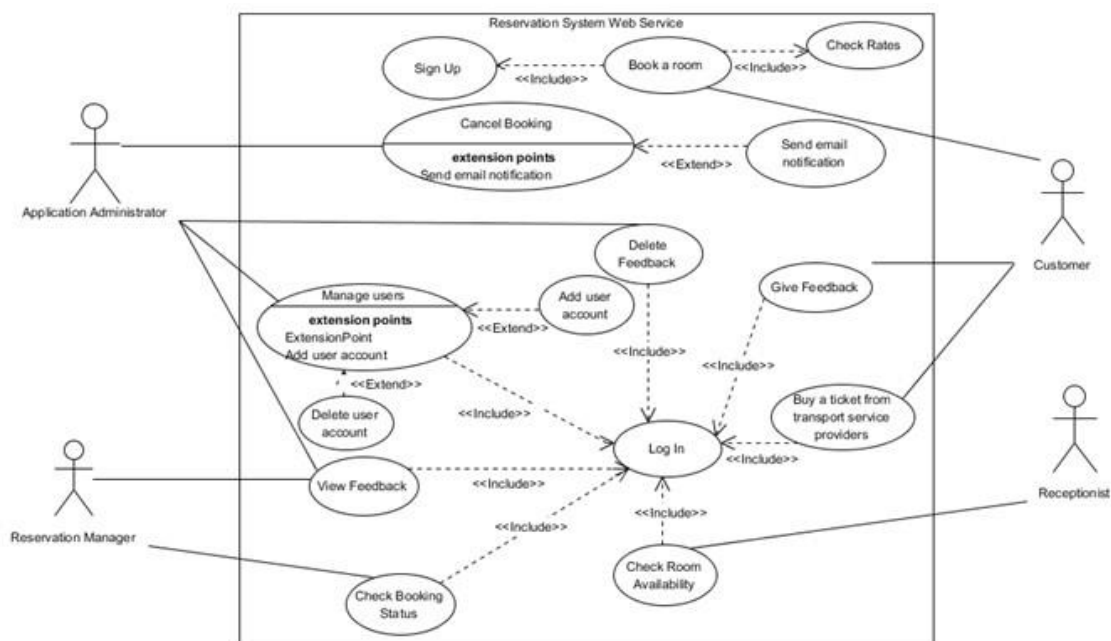 Reservation System Web Service
Sign Up
<<Include>>
Book a room
<<Include>>
Check Rates
Cancel Booking
extension points
Send email notification
<<Extend>>
Send email
notification
Application Administrator
Customer
Delete
Feedback
Manage users
extension points
ExtensionPoint
Add user account
<<Extend>>
Add user
account
Give Feedback
<<Include>>
<<Include>>
<<Extend>>
Delete user
account
<<Include>>
Buy a ticket from
transport service
providers
Log In
<<Include>>
View Feedback
<<Include>>
Receptionist
Reservation Manager
<<Include>>
<<Include>>
Check Room
Availability
Check Booking
Status